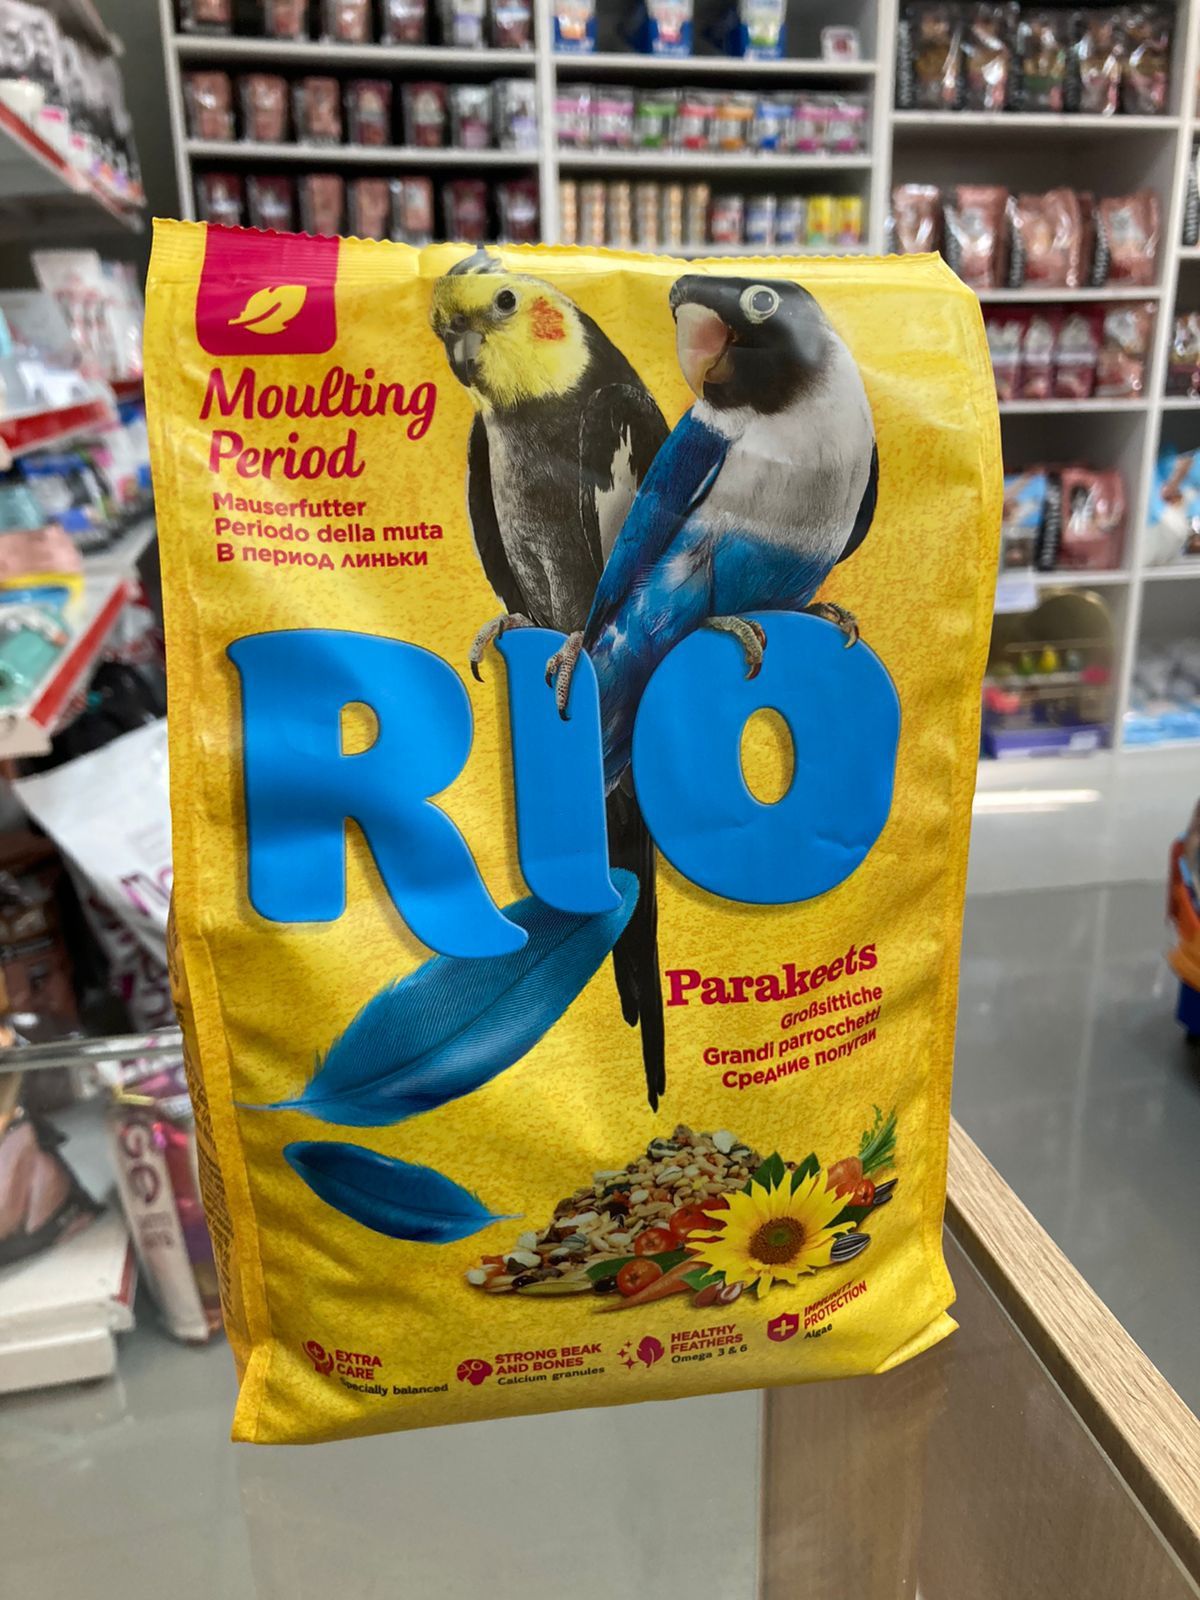 Moulting
Period
Mauserfutter
Periodo della muta
В период линьки
RIO
Parakeets
Großsittiche
Grandi parrocchetti
Средние попугаи
EXTRA
CARE
Specially balanced
STRONG BEAK
AND BONES
Calcium granules
HEALTHY
FEATHERS
Omega 3 & 6
IMMUNITY
PROTECTION
Algae